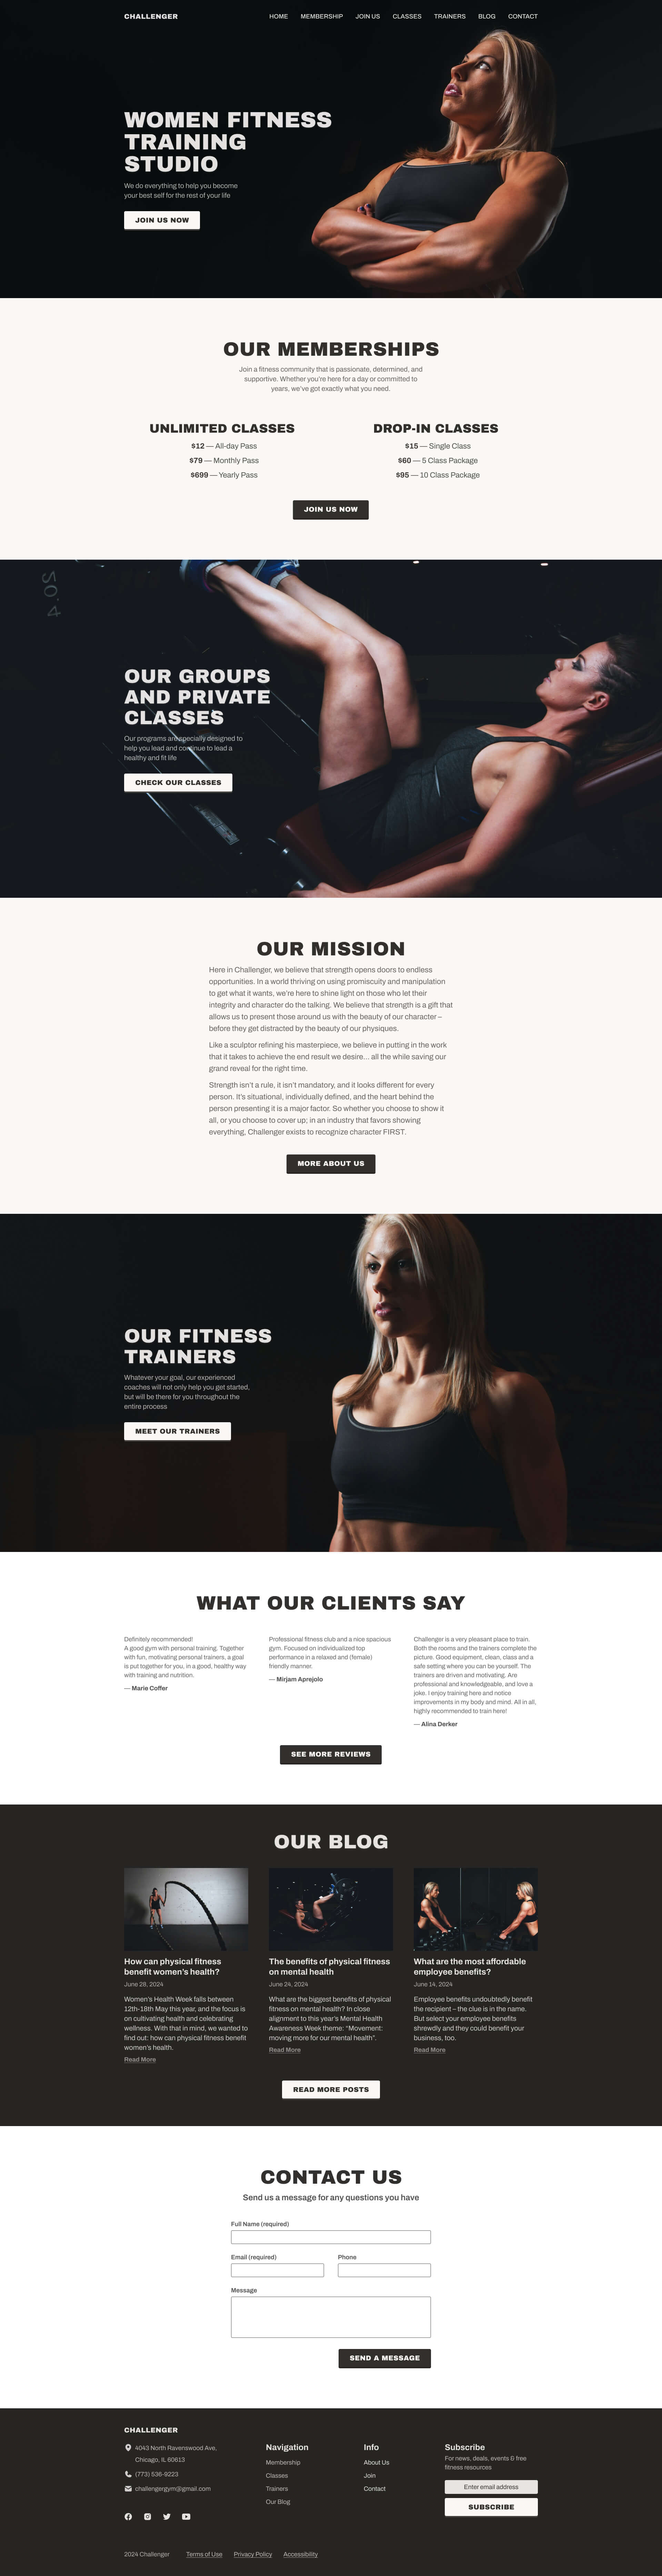 CHALLENGER
HOME MEMBERSHIP JOIN US CLASSES TRAINERS BLOG CONTACT
WOMEN FITNESS
TRAINING
STUDIO
We do everything to help you become
your best self for the rest of your life
JOIN US NOW
OUR MEMBERSHIPS
Join a fitness community that is passionate, determined, and
supportive. Whether you're here for a day or committed to
years, we've got exactly what you need.
UNLIMITED CLASSES
$12 — All-day Pass
$79 — Monthly Pass
$699 — Yearly Pass
DROP-IN CLASSES
$15 — Single Class
$60 — 5 Class Package
$95 — 10 Class Package
JOIN US NOW
OUR GROUPS
AND PRIVATE
CLASSES
Our programs are specially designed to
help you lead and continue to lead a
healthy and fit life
CHECK OUR CLASSES
OUR MISSION
Here in Challenger, we believe that strength opens doors to endless
opportunities. In a world thriving on using promiscuity and manipulation
to get what it wants, we're here to shine light on those who let their
integrity and character do the talking. We believe that strength is a gift that
allows us to present those around us with the beauty of our character –
before they get distracted by the beauty of our physiques.
Like a sculptor refining his masterpiece, we believe in putting in the work
that it takes to achieve the end result we desire... all the while saving our
grand reveal for the right time.
Strength isn't a rule, it isn't mandatory, and it looks different for every
person. It's situational, individually defined, and the heart behind the
person presenting it is a major factor. So whether you choose to show it
all, or you choose to cover up; in an industry that favors showing
everything, Challenger exists to recognize character FIRST.
MORE ABOUT US
OUR FITNESS
TRAINERS
Whatever your goal, our experienced
coaches will not only help you get started,
but will be there for you throughout the
entire process
MEET OUR TRAINERS
WHAT OUR CLIENTS SAY
Definitely recommended!
A good gym with personal training. Together
with fun, motivating personal trainers, a goal
is put together for you, in a good, healthy way
with training and nutrition.
— Marie Coffer
Professional fitness club and a nice spacious
gym. Focused on individualized top
performance in a relaxed and (female)
friendly manner.
— Mirjam Aprejolo
Challenger is a very pleasant place to train.
Both the rooms and the trainers complete the
picture. Good equipment, clean, class and a
safe setting where you can be yourself. The
trainers are driven and motivating. Are
professional and knowledgeable, and love a
joke. I enjoy training here and notice
improvements in my body and mind. All in all,
highly recommended to train here!
— Alina Derker
SEE MORE REVIEWS
OUR BLOG
How can physical fitness
benefit women's health?
June 28, 2024
Women's Health Week falls between
12th-18th May this year, and the focus is
on cultivating health and celebrating
wellness. With that in mind, we wanted to
find out: how can physical fitness benefit
women's health.
Read More
The benefits of physical fitness
on mental health
June 24, 2024
What are the biggest benefits of physical
fitness on mental health? In close
alignment to this year's Mental Health
Awareness Week theme: "Movement:
moving more for our mental health".
Read More
What are the most affordable
employee benefits?
June 14, 2024
Employee benefits undoubtedly benefit
the recipient – the clue is in the name.
But select your employee benefits
shrewdly and they could benefit your
business, too.
Read More
READ MORE POSTS
CONTACT US
Send us a message for any questions you have
Full Name (required)
Email (required) Phone
Message
SEND A MESSAGE
CHALLENGER
4043 North Ravenswood Ave,
Chicago, IL 60613
(773) 536-9223
challengergym@gmail.com
Navigation
Membership
Classes
Trainers
Our Blog
Info
About Us
Join
Contact
Subscribe
For news, deals, events & free
fitness resources
Enter email address
SUBSCRIBE
2024 Challenger Terms of Use Privacy Policy Accessibility